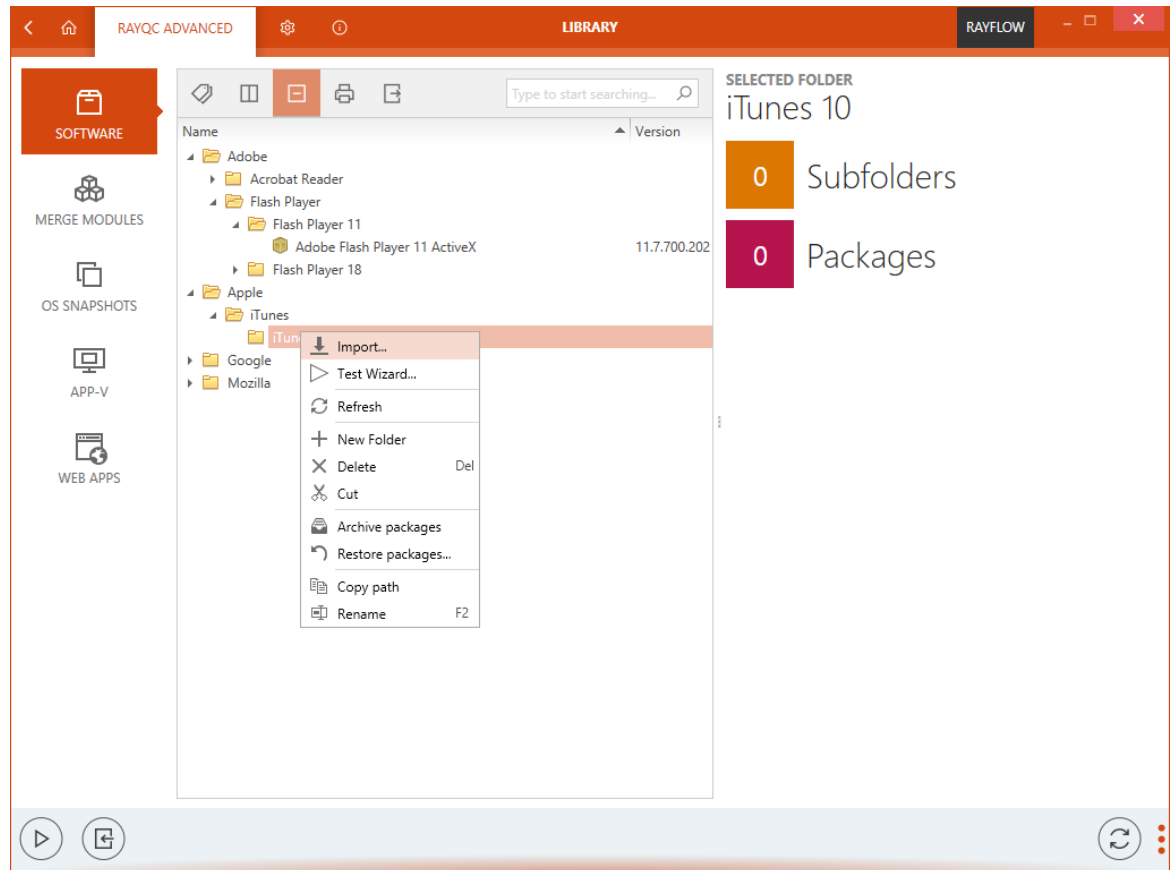 RAYQC ADVANCED
LIBRARY
RAYFLOW
SOFTWARE
MERGE MODULES
OS SNAPSHOTS
APP-V
WEB APPS
Type to start searching...
Name Version
Adobe
Acrobat Reader
Flash Player
Flash Player 11
Adobe Flash Player 11 ActiveX 11.7.700.202
Flash Player 18
Apple
iTunes
iTun
Google
Mozilla
Import...
Test Wizard...
Refresh
New Folder
Delete Del
Cut
Archive packages
Restore packages...
Copy path
Rename F2
SELECTED FOLDER
iTunes 10
0 Subfolders
0 Packages